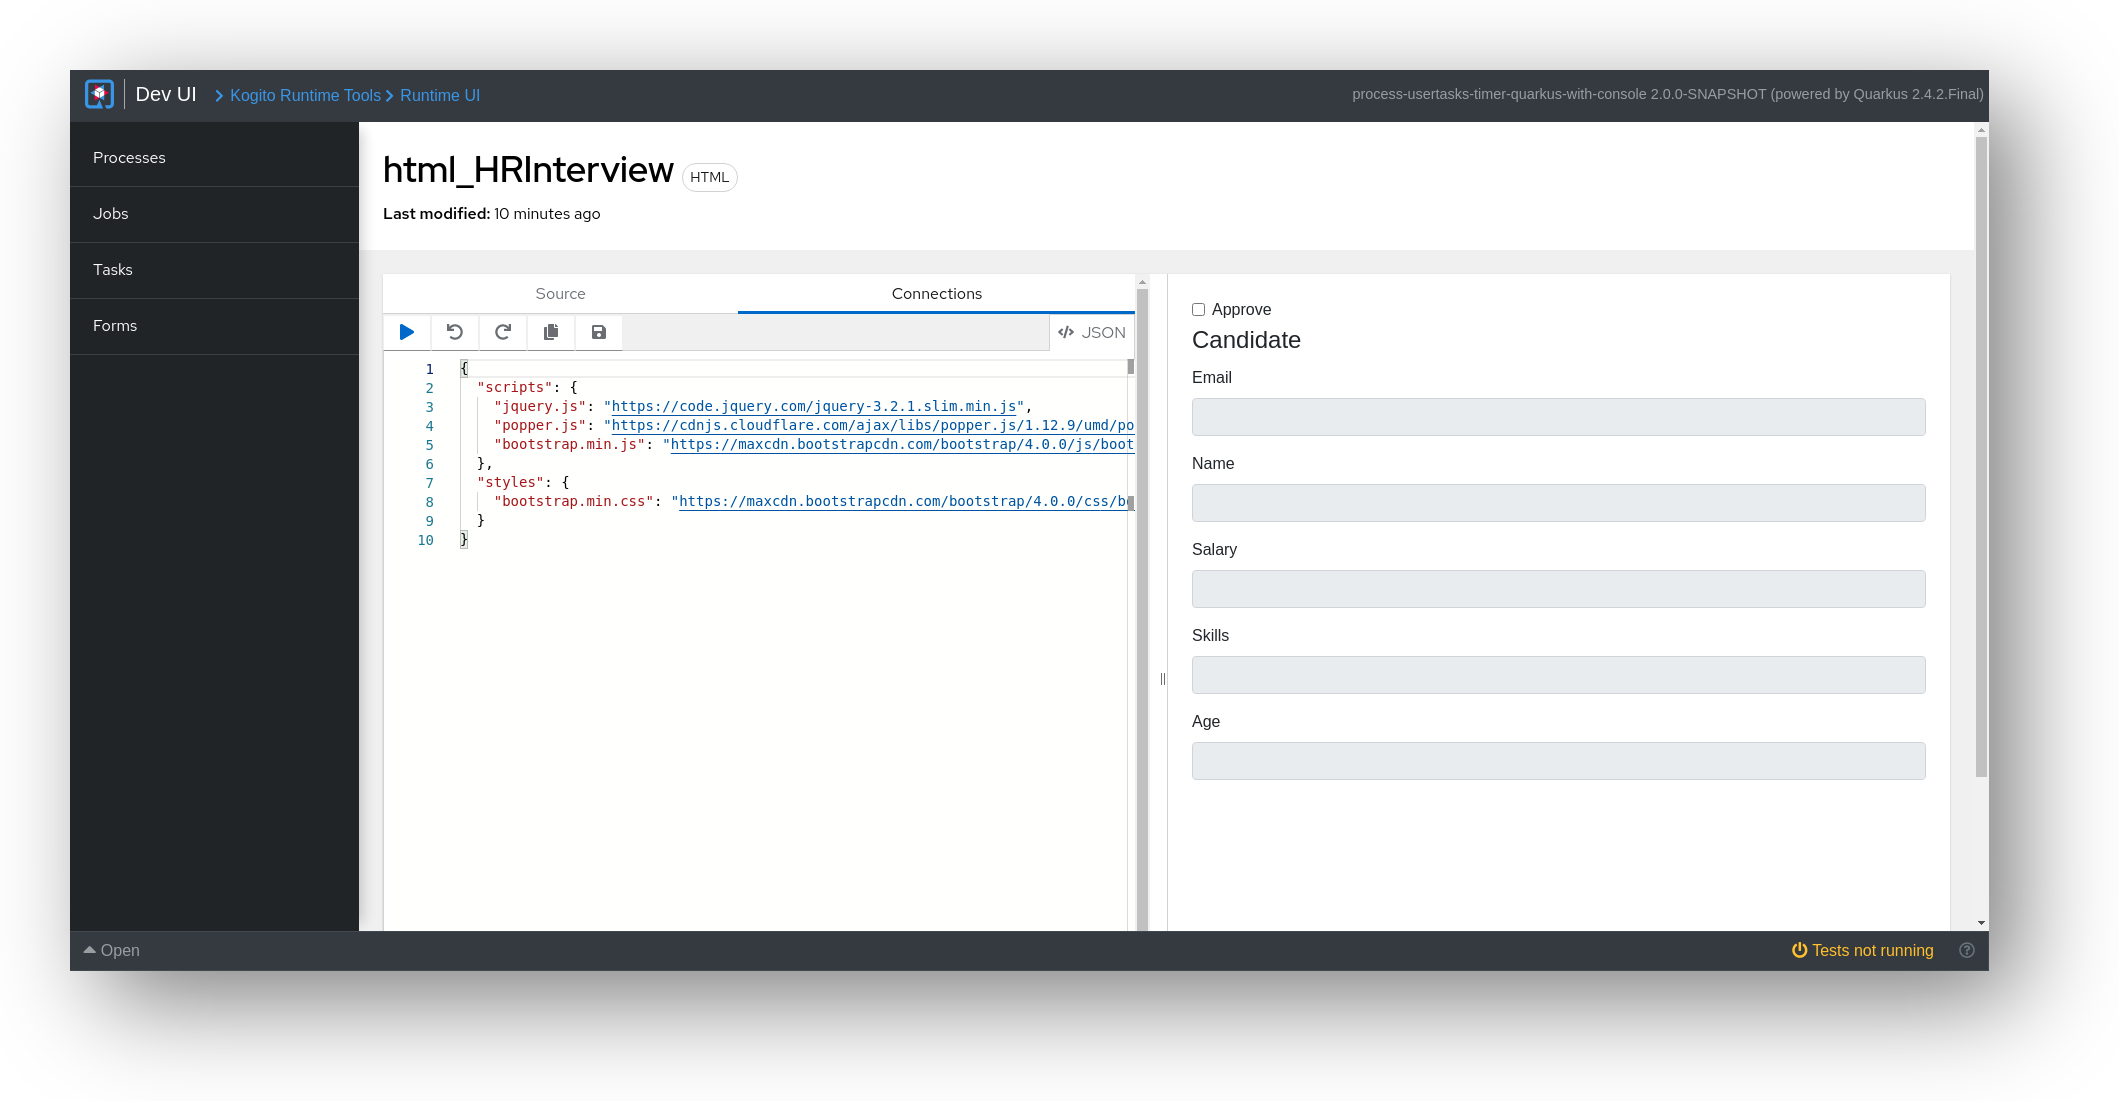 Dev UI Kogito Runtime Tools Runtime UI
process-usertasks-timer-quarkus-with-console 2.0.0-SNAPSHOT (powered by Quarkus 2.4.2.Final)
Processes
Jobs
Tasks
Forms
html_HRInterview HTML
Last modified: 10 minutes ago
Source Connections
</> JSON
1 {
2 "scripts": {
3 "jquery.js": "https://code.jquery.com/jquery-3.2.1.slim.min.js",
4 "popper.js": "https://cdnjs.cloudflare.com/ajax/libs/popper.js/1.12.9/umd/po
5 "bootstrap.min.js": "https://maxcdn.bootstrapcdn.com/bootstrap/4.0.0/js/boot
6 },
7 "styles": {
8 "bootstrap.min.css": "https://maxcdn.bootstrapcdn.com/bootstrap/4.0.0/css/bo
9 }
10 }
Approve
Candidate
Email
Name
Salary
Skills
Age
Open
Tests not running